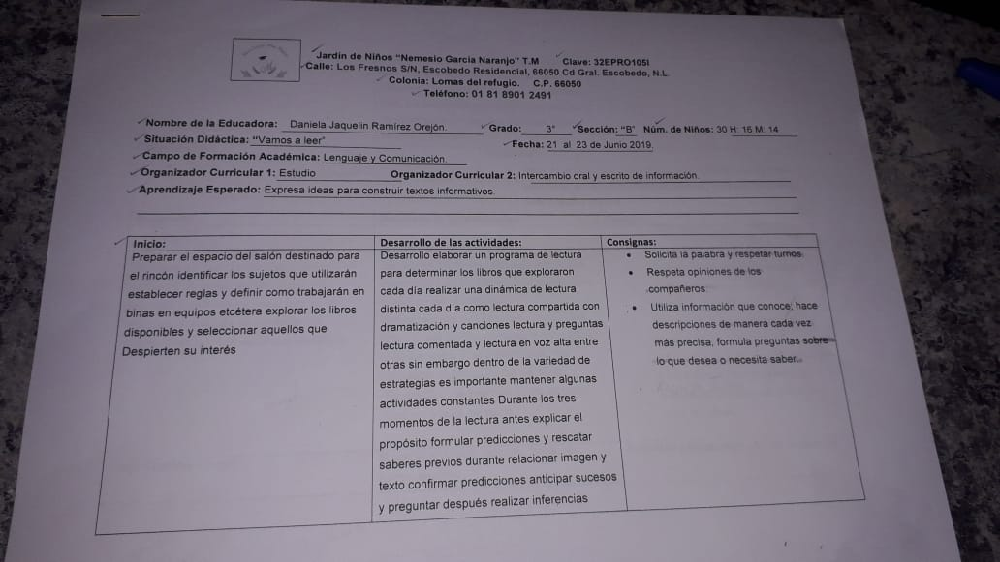 Jardín de Niños “Nemesio García Naranjo” T.M Clave: 32EPRO105I
Calle: Los Fresnos S/N, Escobedo Residencial, 66050 Cd Gral. Escobedo, N.L
Colonia: Lomas del refugio. C.P. 66050
Teléfono: 01 81 8901 2491
Nombre de la Educadora: Daniela Jaquelin Ramírez Orejón. Grado: 3° Sección: “B” Núm. de Niños: 30 H: 16 M: 14
Situación Didáctica: “Vamos a leer” Fecha: 21 al 23 de Junio 2019.
Campo de Formación Académica: Lenguaje y Comunicación.
Organizador Curricular 1: Estudio Organizador Curricular 2: Intercambio oral y escrito de información.
Aprendizaje Esperado: Expresa ideas para construir textos informativos.
Inicio:
Preparar el espacio del salón destinado para
el rincón identificar los sujetos que utilizarán
establecer reglas y definir como trabajarán en
binas en equipos etcétera explorar los libros
disponibles y seleccionar aquellos que
Despierten su interés
Desarrollo de las actividades:
Desarrollo elaborar un programa de lectura
para determinar los libros que exploraron
cada día realizar una dinámica de lectura
distinta cada día como lectura compartida con
dramatización y canciones lectura y preguntas
lectura comentada y lectura en voz alta entre
otras sin embargo dentro de la variedad de
estrategias es importante mantener algunas
actividades constantes Durante los tres
momentos de la lectura antes explicar el
propósito formular predicciones y rescatar
saberes previos durante relacionar imagen y
texto confirmar predicciones anticipar sucesos
y preguntar después realizar inferencias
Consignas:
• Solicita la palabra y respetar turnos.
• Respeta opiniones de los
compañeros.
• Utiliza información que conoce, hace
descripciones de manera cada vez
más precisa, formula preguntas sobre
lo que desea o necesita saber.